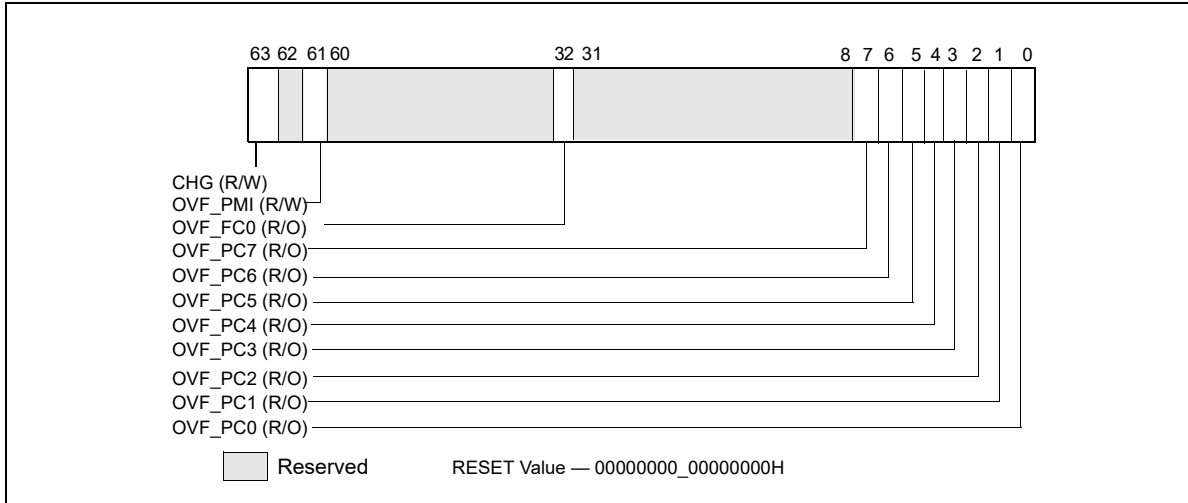 63 62 61 60 32 31 8 7 6 5 4 3 2 1 0
CHG (R/W)
OVF_PMI (R/W)
OVF_FC0 (R/O)
OVF_PC7 (R/O)
OVF_PC6 (R/O)
OVF_PC5 (R/O)
OVF_PC4 (R/O)
OVF_PC3 (R/O)
OVF_PC2 (R/O)
OVF_PC1 (R/O)
OVF_PC0 (R/O)
Reserved RESET Value — 00000000_00000000H